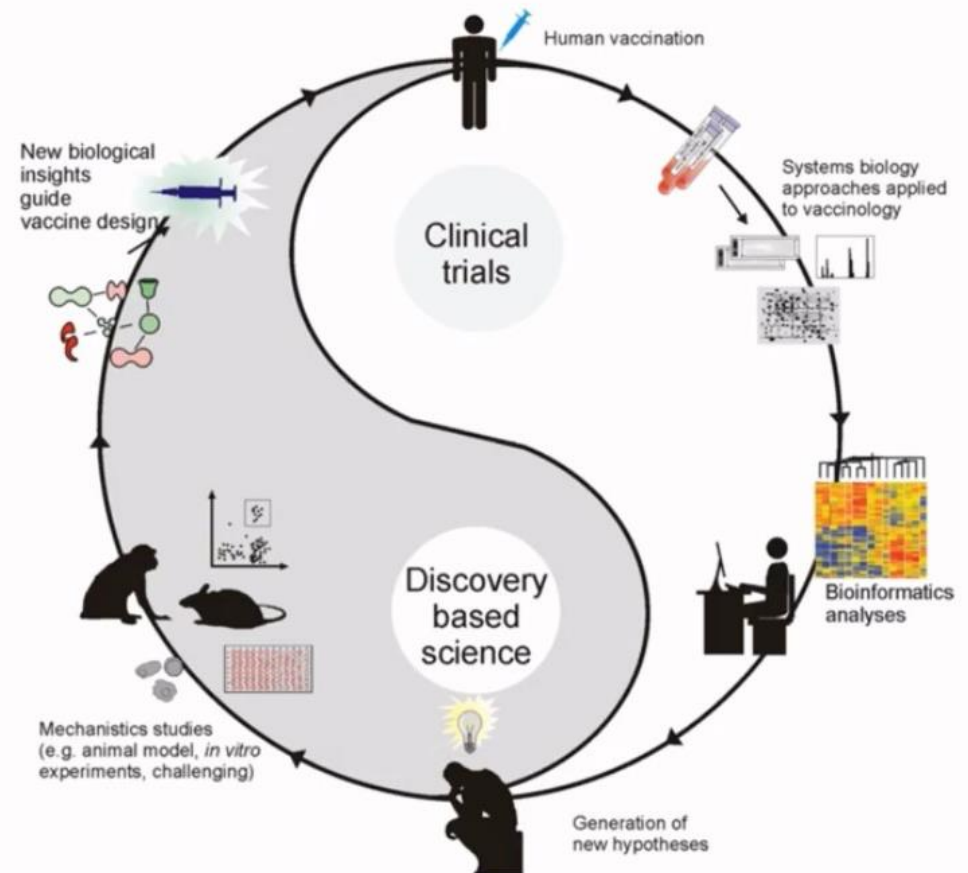 Human vaccination
Systems biology
approaches applied
to vaccinology
Bioinformatics
analyses
Generation of
new hypotheses
Mechanistics studies
(e.g. animal model, in vitro
experiments, challenging)
New biological
insights
guide
vaccine design
Clinical
trials
Discovery
based
science